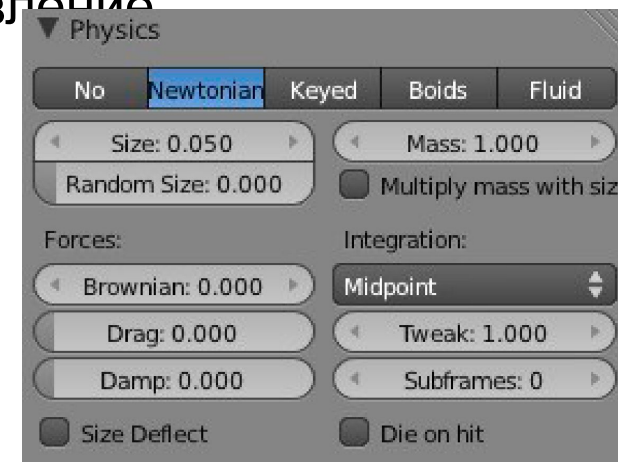 Physics
No Newtonian Keyed Boids Fluid
Size: 0.050 Mass: 1.000
Random Size: 0.000 Multiply mass with siz
Forces: Integration:
Brownian: 0.000 Midpoint
Drag: 0.000 Tweak: 1.000
Damp: 0.000 Subframes: 0
Size Deflect Die on hit